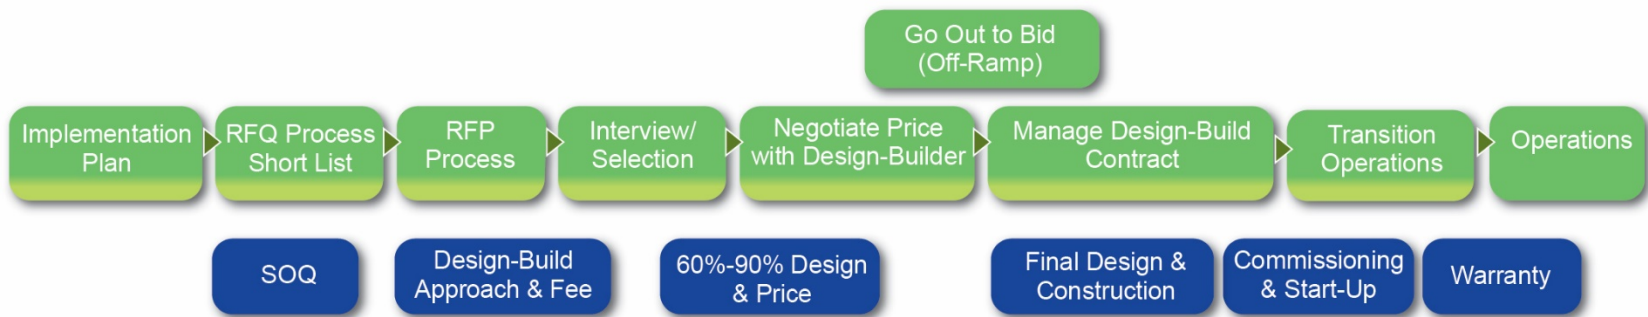 Go Out to Bid
(Off-Ramp)
Implementation
Plan
RFQ Process
Short List
RFP
Process
Interview/
Selection
Negotiate Price
with Design-Builder
Manage Design-Build
Contract
Transition
Operations
Operations
SOQ
Design-Build
Approach & Fee
60%-90% Design
& Price
Final Design &
Construction
Commissioning
& Start-Up
Warranty